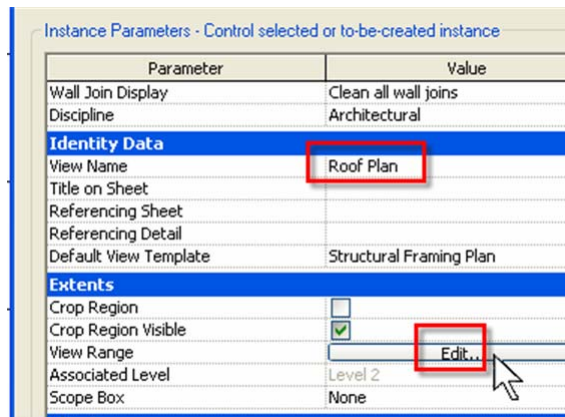 Instance Parameters - Control selected or to-be-created instance
Parameter Value
Wall Join Display Clean all wall joins
Discipline Architectural
Identity Data
View Name Roof Plan
Title on Sheet
Referencing Sheet
Referencing Detail
Default View Template Structural Framing Plan
Extents
Crop Region
Crop Region Visible
View Range Edit...
Associated Level Level 2
Scope Box None